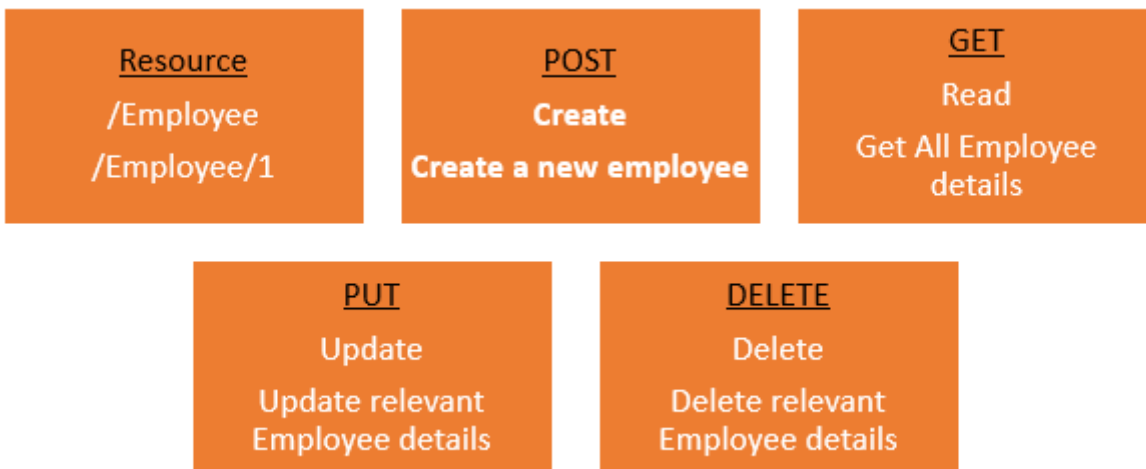 Resource
/Employee
/Employee/1
POST
Create
Create a new employee
GET
Read
Get All Employee
details
PUT
Update
Update relevant
Employee details
DELETE
Delete
Delete relevant
Employee details